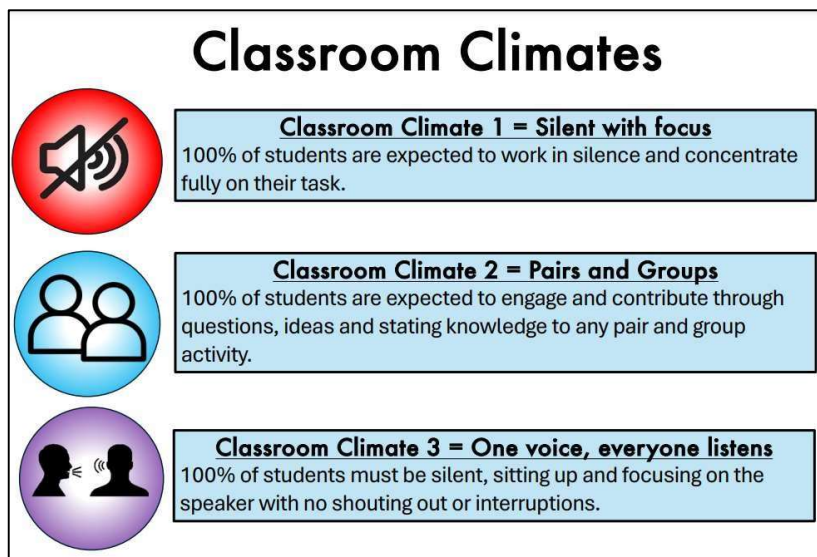 Classroom Climates
Classroom Climate 1 = Silent with focus
100% of students are expected to work in silence and concentrate
fully on their task.
Classroom Climate 2 = Pairs and Groups
100% of students are expected to engage and contribute through
questions, ideas and stating knowledge to any pair and group
activity.
Classroom Climate 3 = One voice, everyone listens
100% of students must be silent, sitting up and focusing on the
speaker with no shouting out or interruptions.